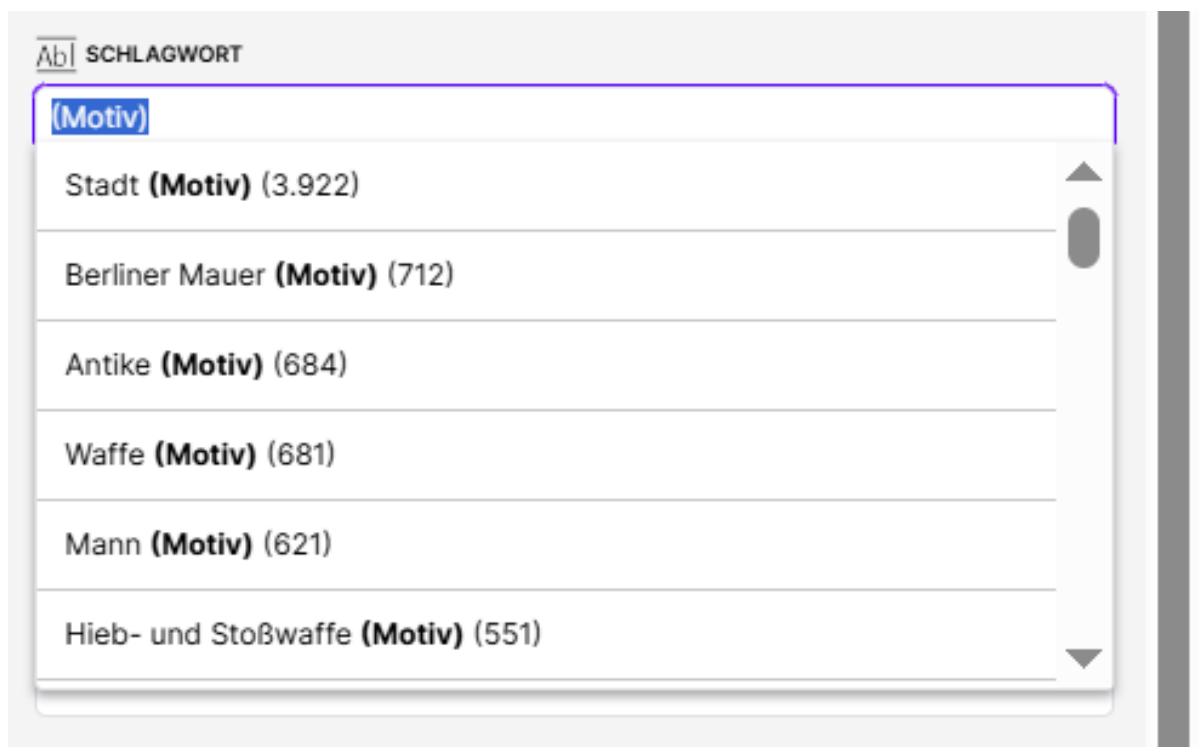 Abl SCHLAGWORT
(Motiv)
Stadt (Motiv) (3.922)
Berliner Mauer (Motiv) (712)
Antike (Motiv) (684)
Waffe (Motiv) (681)
Mann (Motiv) (621)
Hieb- und Stoßwaffe (Motiv) (551)